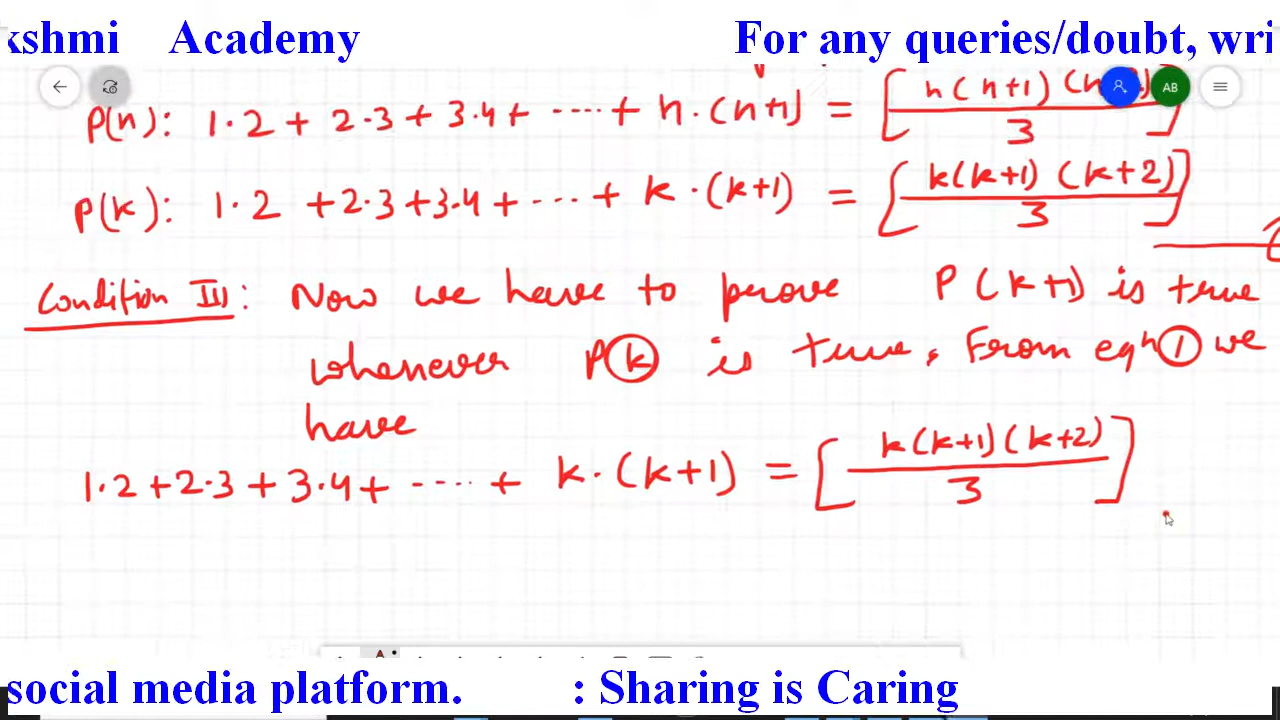 kshmi Academy For any queries/doubt, wri
P(n): 1·2 + 2·3 + 3·4 + ····· + n·(n+1) = [n(n+1)(n 3]
AB
P(k): 1·2 + 2·3 + 3·4 + ····· + k·(k+1) = [k(k+1)(k+2)/3]
Condition III: Now we have to prove P(k+1) is true
whenever P(k) is true. From eqn ① we
have
1·2 + 2·3 + 3·4 + ····· + k·(k+1) = [k(k+1)(k+2)/3]
social media platform. : Sharing is Caring